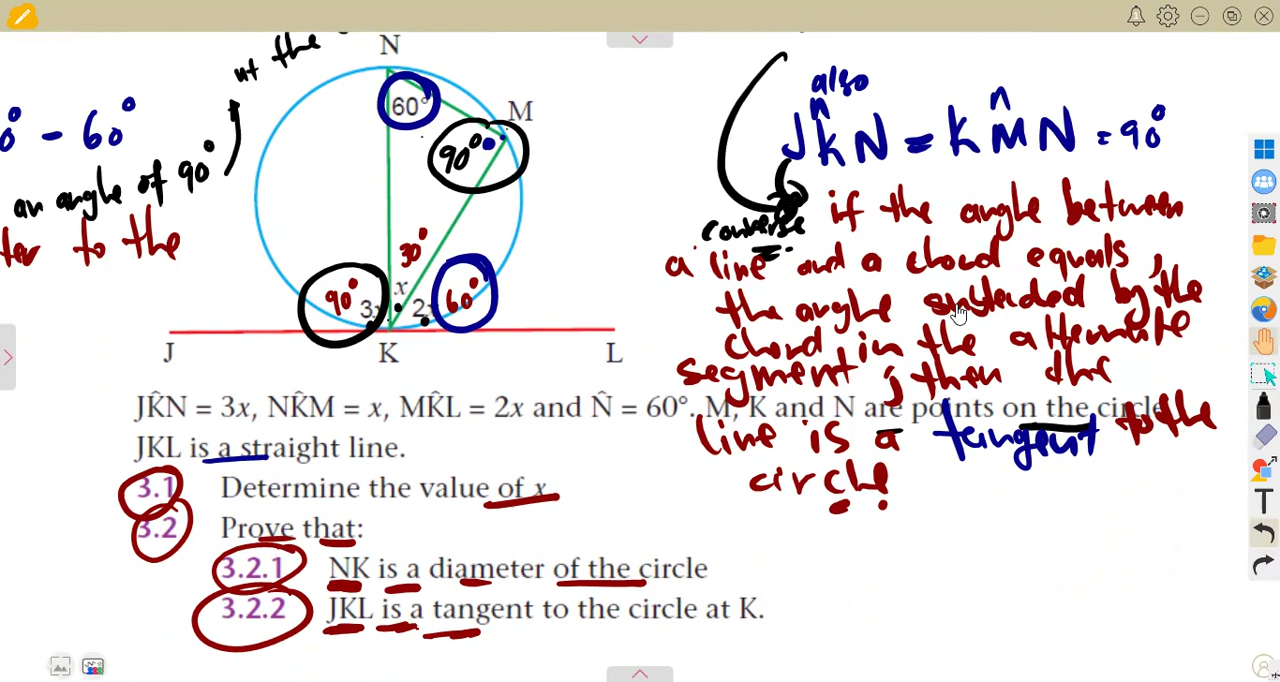 at the
0° - 60°
an angle of 90°
ter to the
N
60°
M
90°
30°
x
90°
3x
2x
60°
J
K
L
also
JK̂N = KM̂N = 90°
converse
if the angle between
a line and a chord equals,
the angle subtended by the
chord in the alternate
segment; then the
line is a tangent to the
circle
JK̂N = 3x, NK̂M = x, MK̂L = 2x and N̂ = 60°. M, K and N are points on the circle
JKL is a straight line.
3.1 Determine the value of x
3.2 Prove that:
3.2.1 NK is a diameter of the circle
3.2.2 JKL is a tangent to the circle at K.